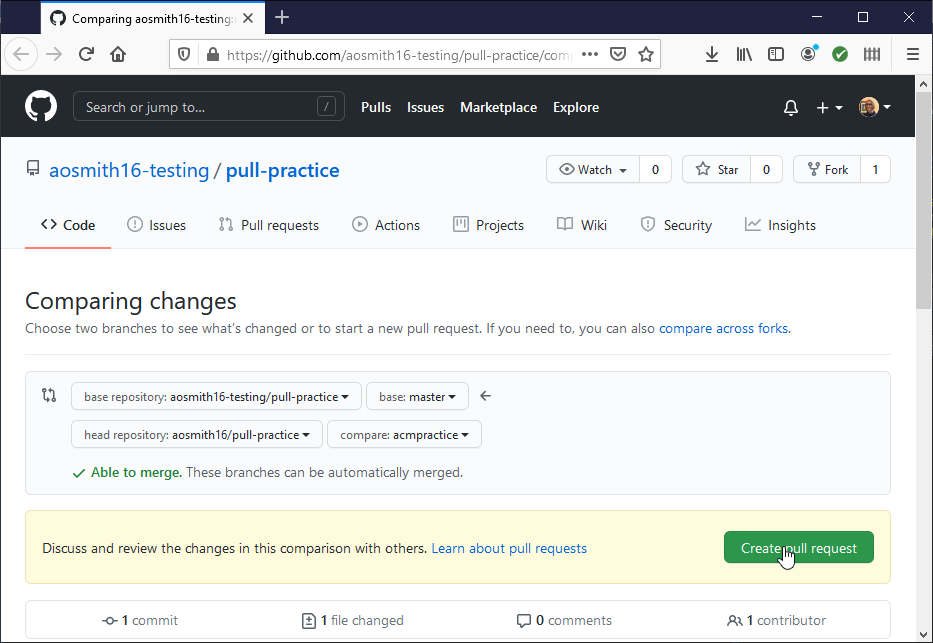 Comparing aosmith16-testing:
https://github.com/aosmith16-testing/pull-practice/com
Search or jump to... /
Pulls Issues Marketplace Explore
aosmith16-testing / pull-practice
Watch 0 Star 0 Fork 1
Code Issues Pull requests Actions Projects Wiki Security Insights
Comparing changes
Choose two branches to see what's changed or to start a new pull request. If you need to, you can also compare across forks.
base repository: aosmith16-testing/pull-practice base: master
head repository: aosmith16/pull-practice compare: acmpractice
Able to merge. These branches can be automatically merged.
Discuss and review the changes in this comparison with others. Learn about pull requests
Create pull request
1 commit 1 file changed 0 comments 1 contributor